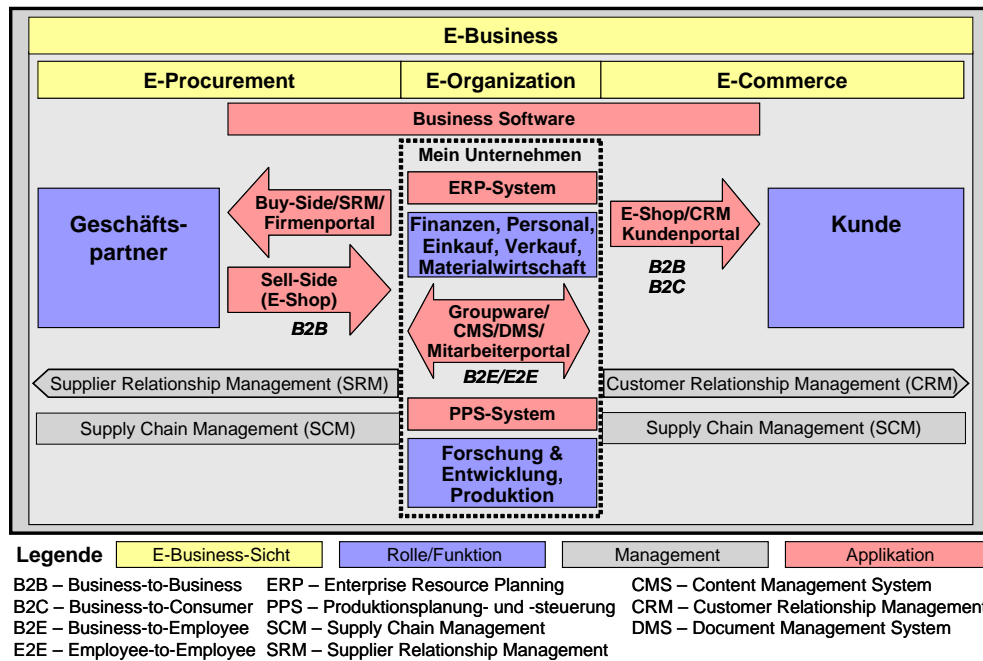 E-Business
E-Procurement
E-Organization
E-Commerce
Business Software
Mein Unternehmen
ERP-System
Geschäfts-
partner
Buy-Side/SRM/
Firmenportal
Finanzen, Personal,
Einkauf, Verkauf,
Materialwirtschaft
E-Shop/CRM
Kundenportal
Kunde
B2B
B2C
Sell-Side
(E-Shop)
B2B
Groupware/
CMS/DMS/
Mitarbeiterportal
B2E/E2E
Supplier Relationship Management (SRM)
Customer Relationship Management (CRM)
PPS-System
Supply Chain Management (SCM)
Supply Chain Management (SCM)
Forschung &
Entwicklung,
Produktion
Legende
E-Business-Sicht
Rolle/Funktion
Management
Applikation
B2B – Business-to-Business
B2C – Business-to-Consumer
B2E – Business-to-Employee
E2E – Employee-to-Employee
ERP – Enterprise Resource Planning
PPS – Produktionsplanung- und -steuerung
SCM – Supply Chain Management
SRM – Supplier Relationship Management
CMS – Content Management System
CRM – Customer Relationship Management
DMS – Document Management System